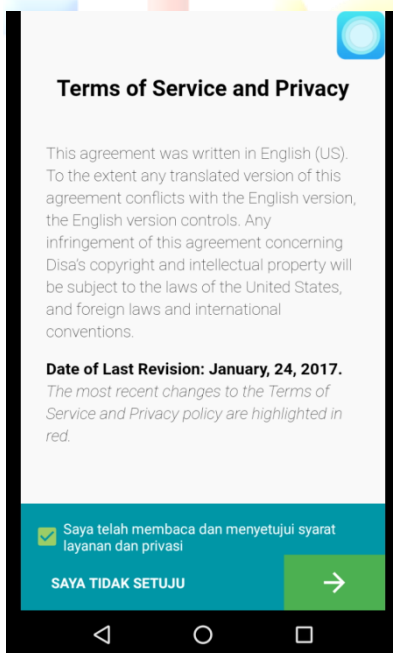 Terms of Service and Privacy
This agreement was written in English (US).
To the extent any translated version of this
agreement conflicts with the English version,
the English version controls. Any
infringement of this agreement concerning
Disa's copyright and intellectual property will
be subject to the laws of the United States,
and foreign laws and international
conventions.
Date of Last Revision: January, 24, 2017.
The most recent changes to the Terms of
Service and Privacy policy are highlighted in
red.
Saya telah membaca dan menyetujui syarat
layanan dan privasi
SAYA TIDAK SETUJU